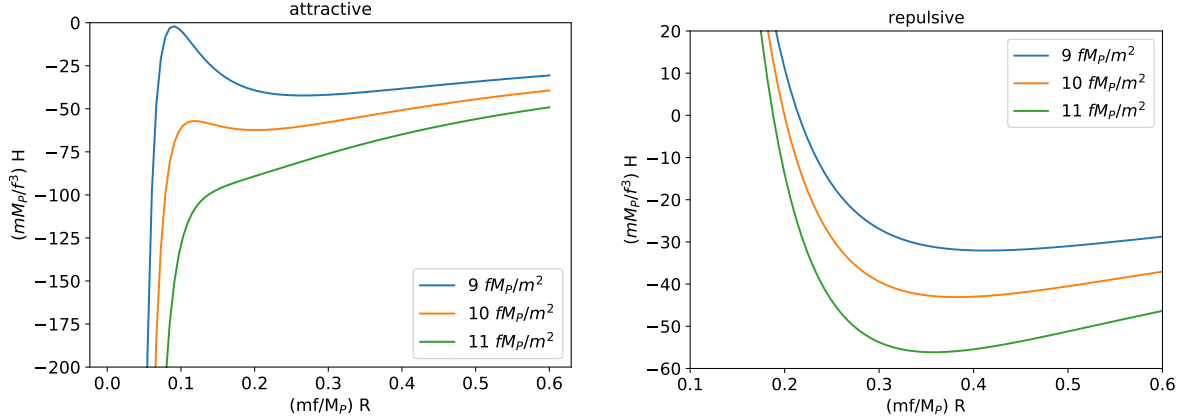 attractive
(mM_P/f^3) H
0
−25
−50
−75
−100
−125
−150
−175
−200
9 fM_P/m^2
10 fM_P/m^2
11 fM_P/m^2
0.0 0.1 0.2 0.3 0.4 0.5 0.6
(mf/M_P) R
repulsive
(mM_P/f^3) H
20
10
0
−10
−20
−30
−40
−50
−60
9 fM_P/m^2
10 fM_P/m^2
11 fM_P/m^2
0.1 0.2 0.3 0.4 0.5 0.6
(mf/M_P) R